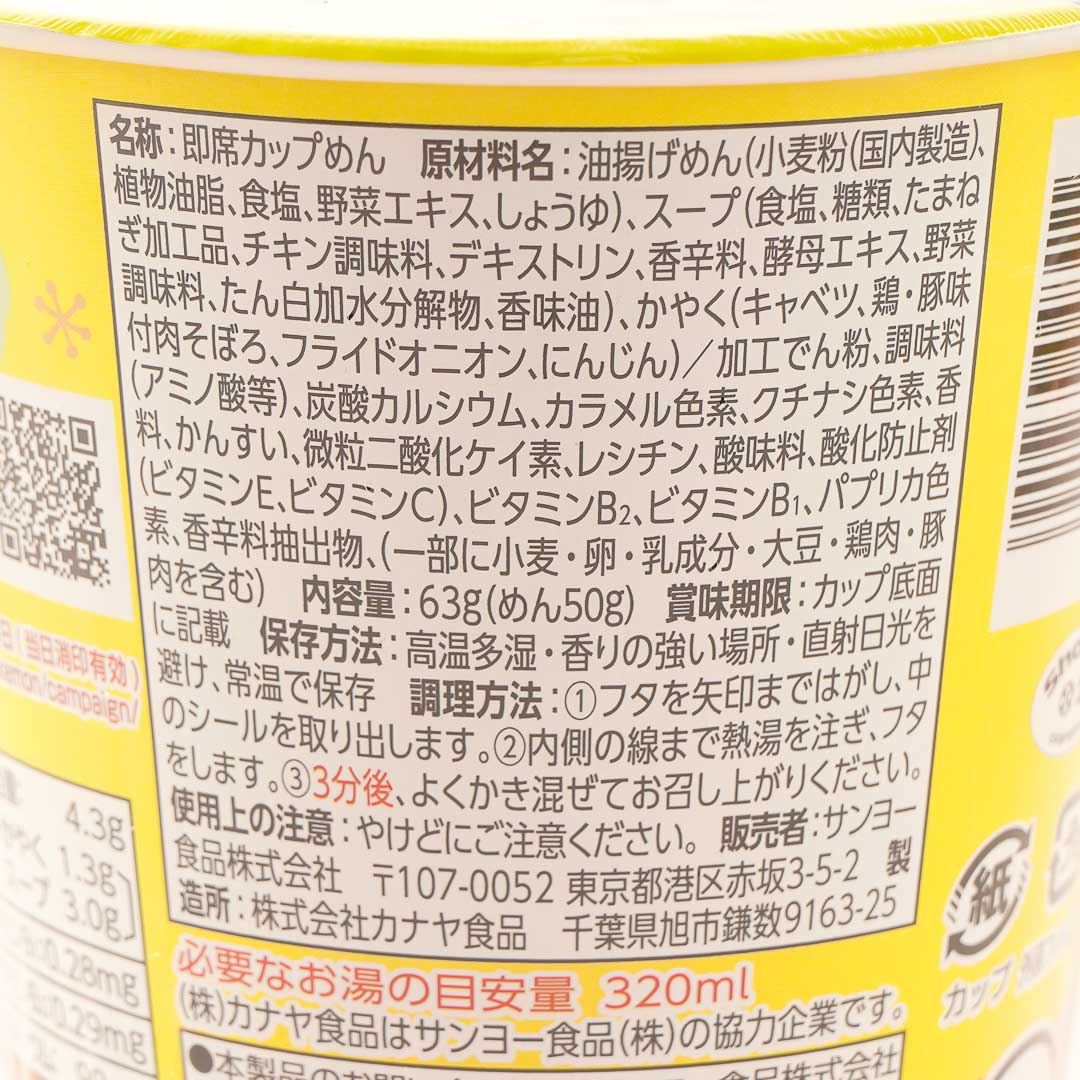 名称：即席カップめん　原材料名：油揚げめん(小麦粉(国内製造)、
植物油脂、食塩、野菜エキス、しょうゆ)、スープ(食塩、糖類、たまね
ぎ加工品、チキン調味料、デキストリン、香辛料、酵母エキス、野菜
調味料、たん白加水分解物、香味油)、かやく(キャベツ、鶏・豚味
付肉そぼろ、フライドオニオン、にんじん)／加工でん粉、調味料
(アミノ酸等)、炭酸カルシウム、カラメル色素、クチナシ色素、香
料、かんすい、微粒二酸化ケイ素、レシチン、酸味料、酸化防止剤
(ビタミンE、ビタミンC)、ビタミンB2、ビタミンB1、パプリカ色
素、香辛料抽出物、(一部に小麦・卵・乳成分・大豆・鶏肉・豚
肉を含む)　内容量：63g(めん50g)　賞味期限：カップ底面
に記載　保存方法：高温多湿・香りの強い場所・直射日光を
避け、常温で保存　調理方法：①フタを矢印まではがし、中
のシールを取り出します。②内側の線まで熱湯を注ぎ、フタ
をします。③3分後、よくかき混ぜてお召し上がりください。
使用上の注意：やけどにご注意ください。 販売者：サンヨー
食品株式会社　〒107-0052 東京都港区赤坂3-5-2　製
造所：株式会社カナヤ食品　千葉県旭市鎌数9163-25
必要なお湯の目安量 320ml
(株)カナヤ食品はサンヨー食品(株)の協力企業です。
日(当日消印有効)
amon/campaign/
4.3g
1.3g
3.0g
0.28mg
0.29mg
紙
カップ